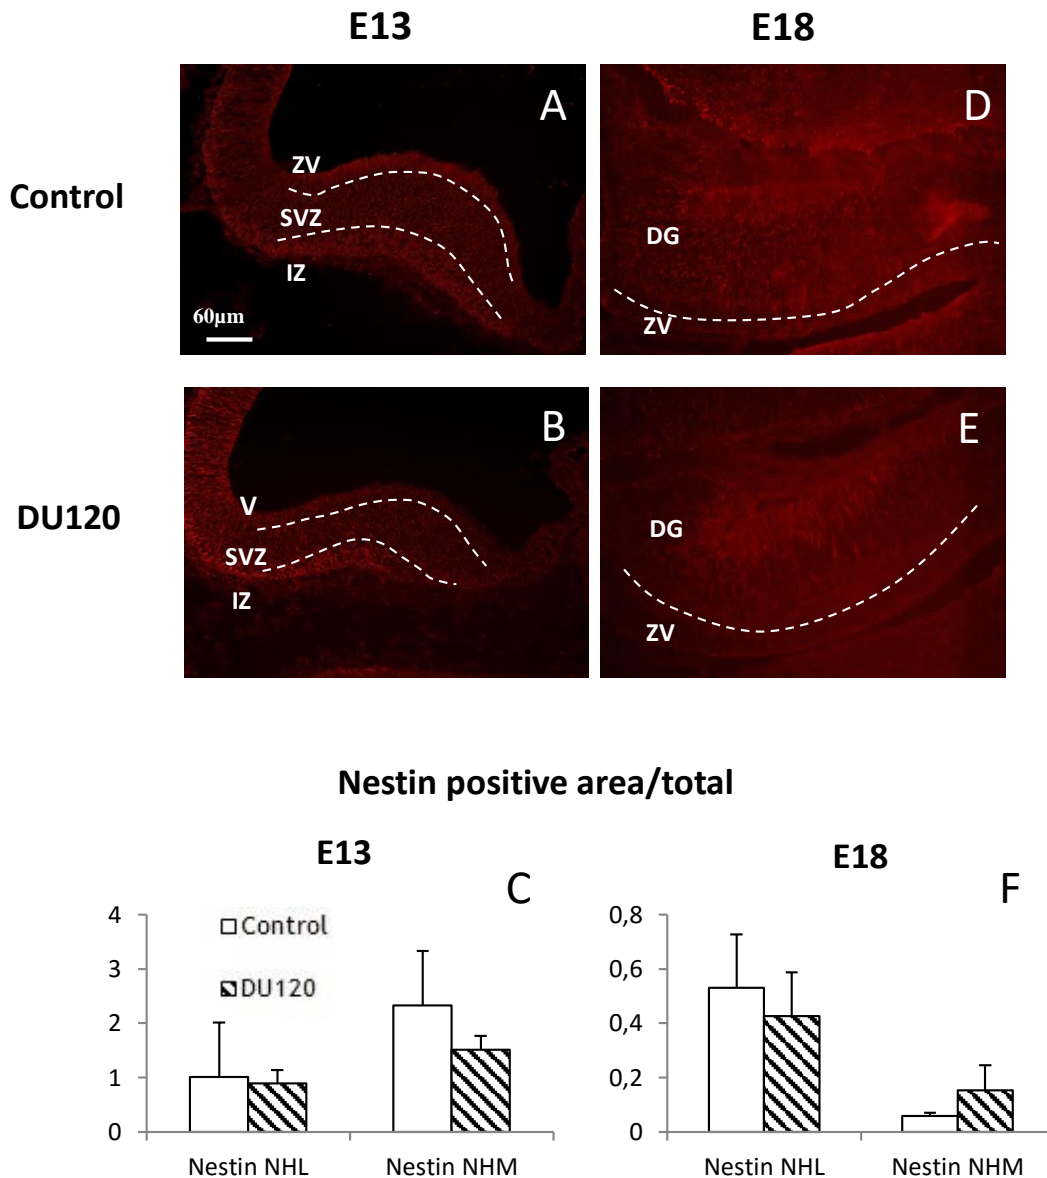 E13 E18
Control
A
ZV
SVZ
IZ
60µm
D
DG
ZV
DU120
B
V
SVZ
IZ
E
DG
ZV
Nestin positive area/total
E13
C
4
3
2
1
0
Control
DU120
Nestin NHL Nestin NHM
E18
F
0,8
0,6
0,4
0,2
0
Nestin NHL Nestin NHM